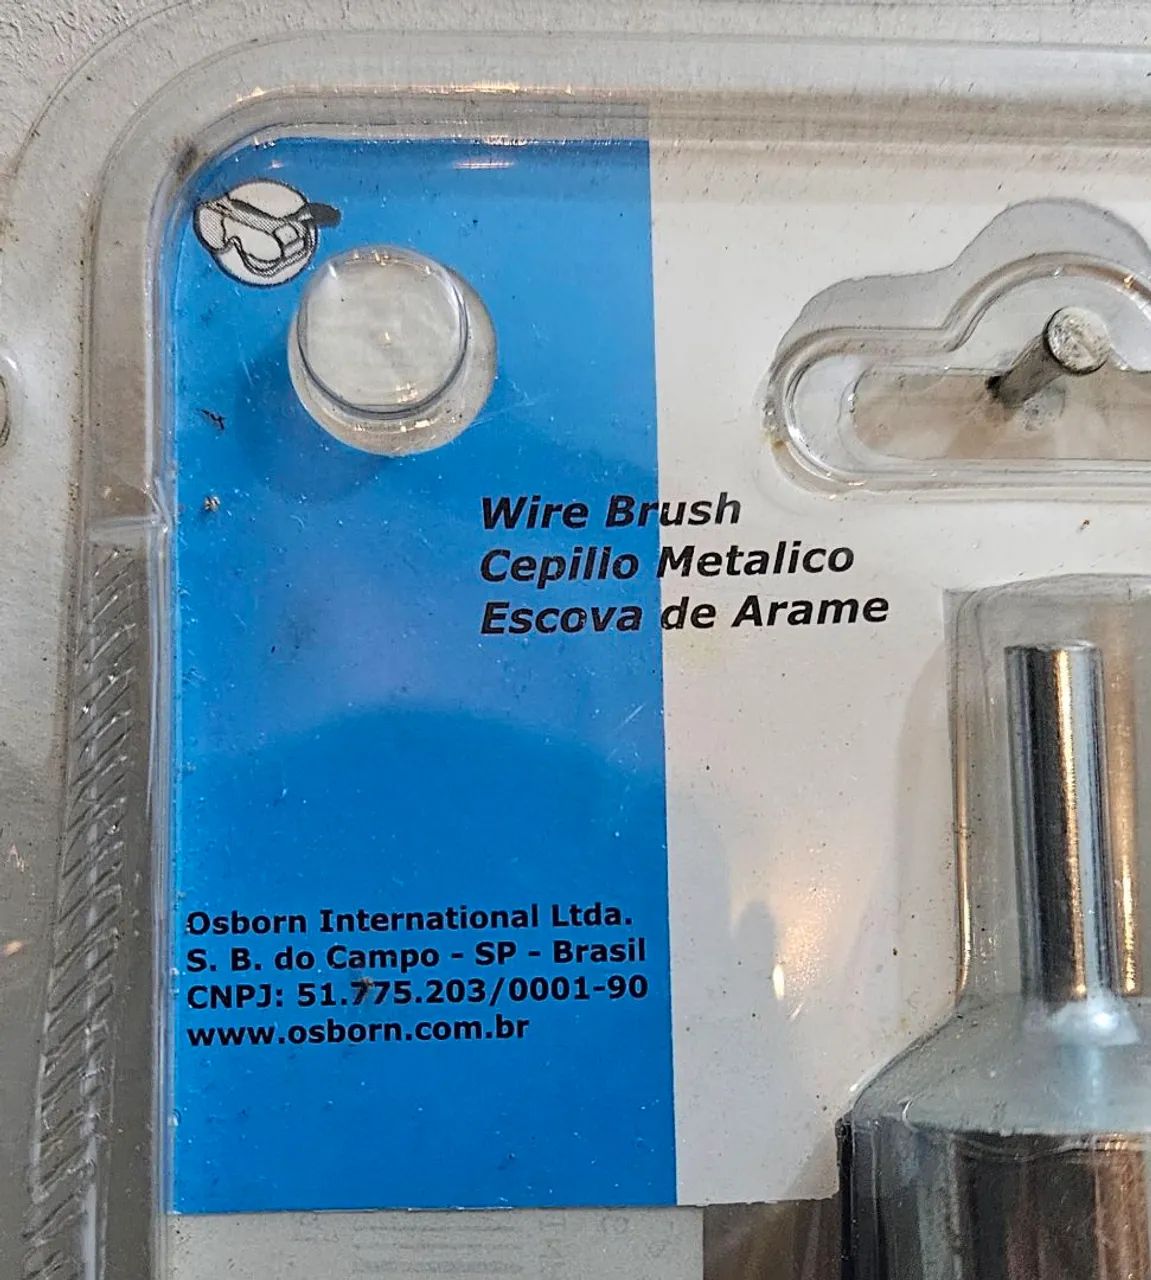 Wire Brush
Cepillo Metalico
Escova de Arame
Osborn International Ltda.
S. B. do Campo - SP - Brasil
CNPJ: 51.775.203/0001-90
www.osborn.com.br